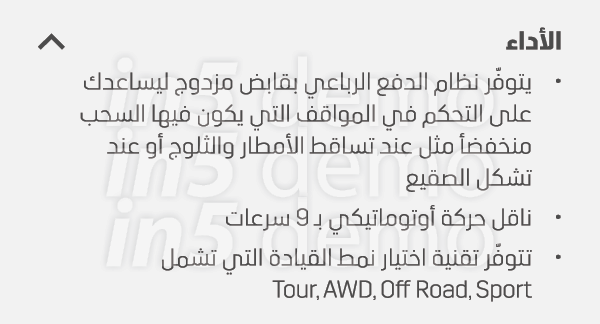 الأداء
• يتوفّر نظام الدفع الرباعي بقابض مزدوج ليساعدك
على التحكم في المواقف التي يكون فيها السحب
منخفضاً مثل عند تساقط الأمطار والثلوج أو عند
تشكل الصقيع
• ناقل حركة أوتوماتيكي بـ 9 سرعات
• تتوفّر تقنية اختيار نمط القيادة التي تشمل
Tour, AWD, Off Road, Sport
in5 demo
in5 demo
in5 demo